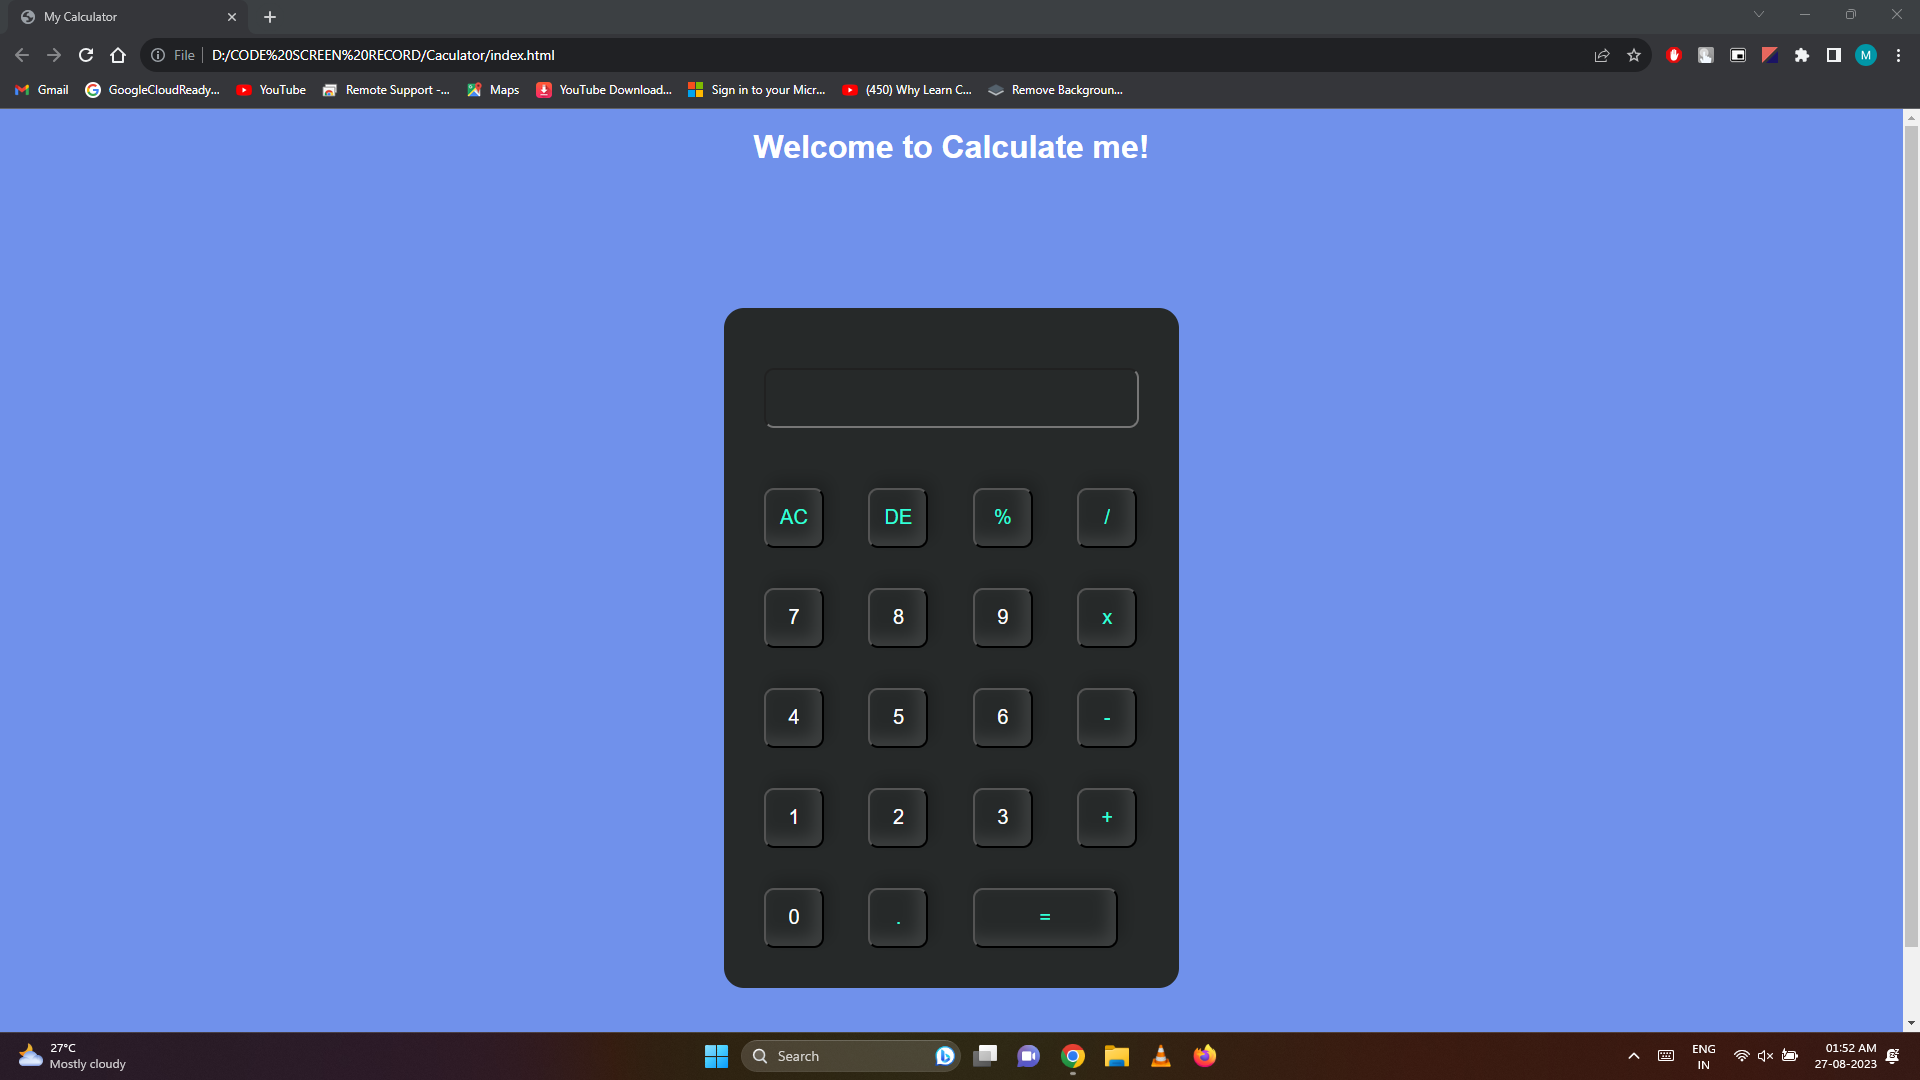 My Calculator
File
D:/CODE%20SCREEN%20RECORD/Caculator/index.html
M
Gmail
GoogleCloudReady...
YouTube
Remote Support -...
Maps
YouTube Download...
Sign in to your Micr...
(450) Why Learn C...
Remove Backgroun...
Welcome to Calculate me!
AC DE % /
7 8 9 x
4 5 6 -
1 2 3 +
0 . =
27°C
Mostly cloudy
Search
ENG
IN
01:52 AM
27-08-2023